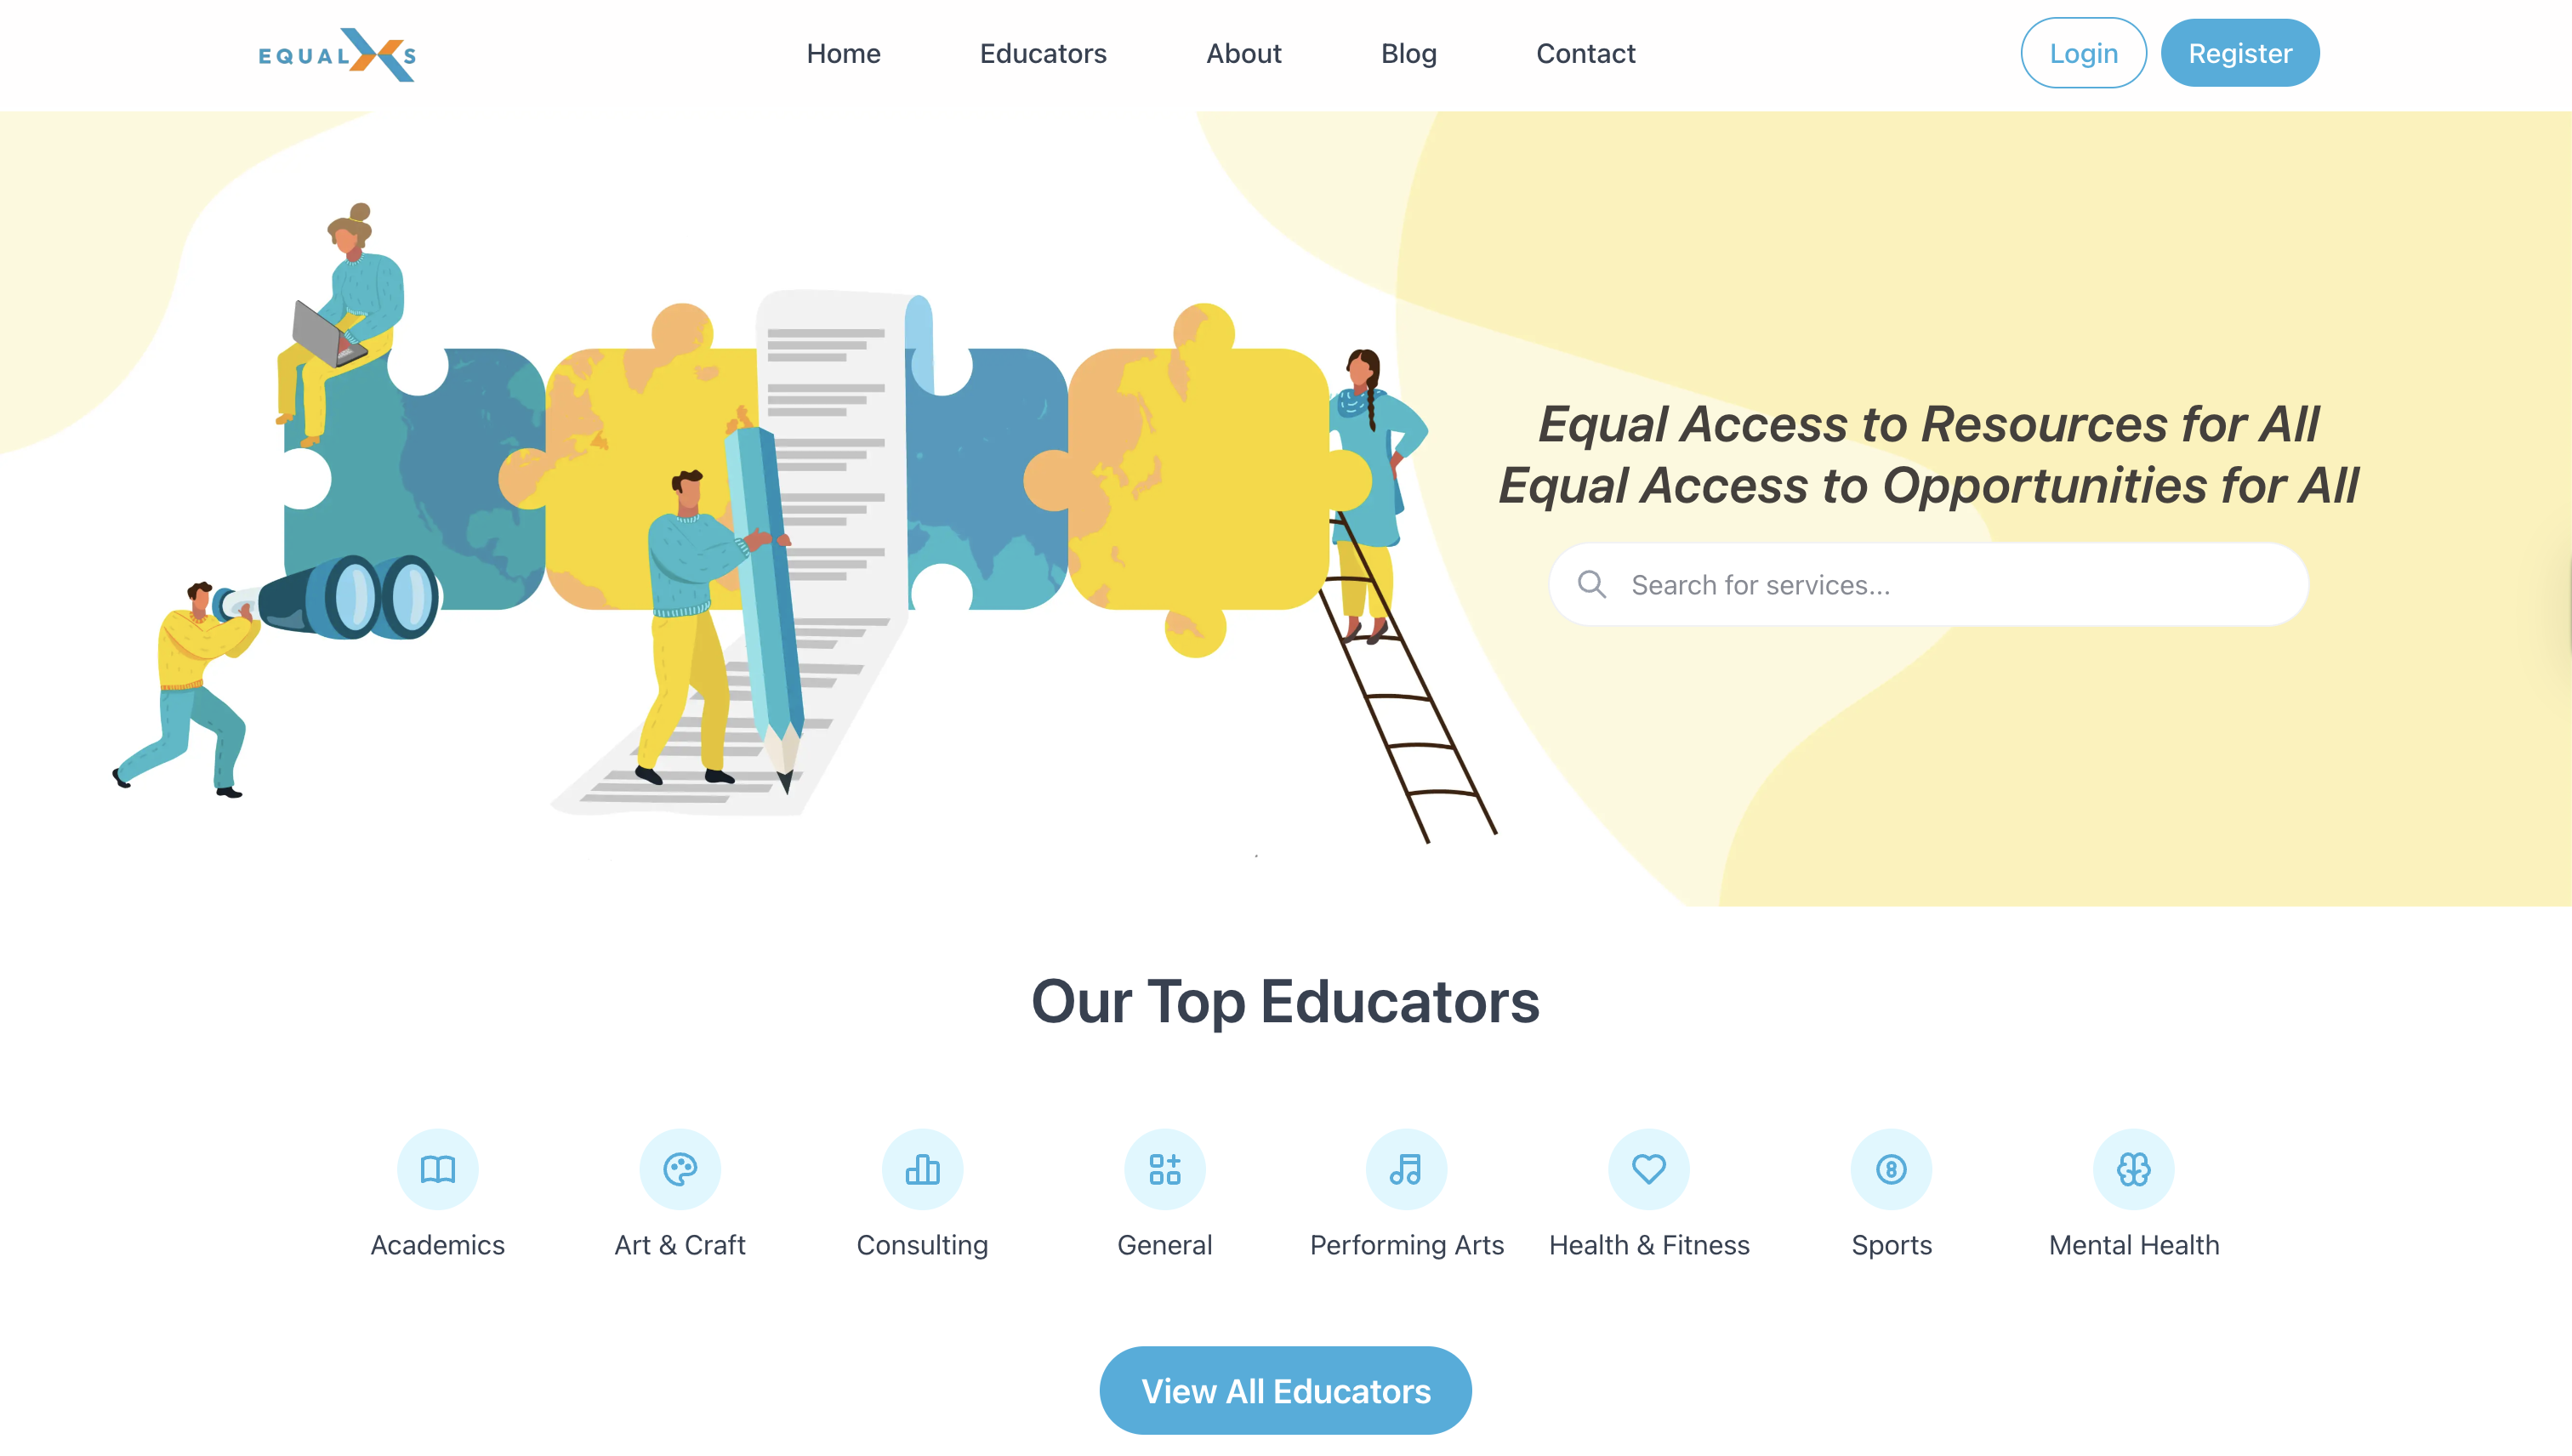 EQUALXS
Home
Educators
About
Blog
Contact
Login
Register
Equal Access to Resources for All
Equal Access to Opportunities for All
Search for services...
Our Top Educators
8
Academics
Art & Craft
Consulting
General
Performing Arts
Health & Fitness
Sports
Mental Health
View All Educators